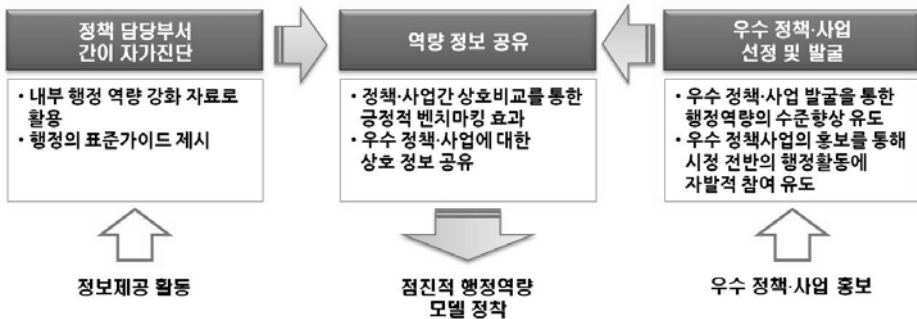 정책 담당부서
간이 자가진단
• 내부 행정 역량 강화 자료로
활용
• 행정의 표준가이드 제시
정보제공 활동
역량 정보 공유
• 정책·사업간 상호비교를 통한
긍정적 벤치마킹 효과
• 우수 정책·사업에 대한
상호 정보 공유
점진적 행정역량
모델 정착
우수 정책·사업
선정 및 발굴
• 우수 정책·사업 발굴을 통한
행정역량의 수준향상 유도
• 우수 정책사업의 홍보를 통해
시정 전반의 행정활동에
자발적 참여 유도
우수 정책·사업 홍보